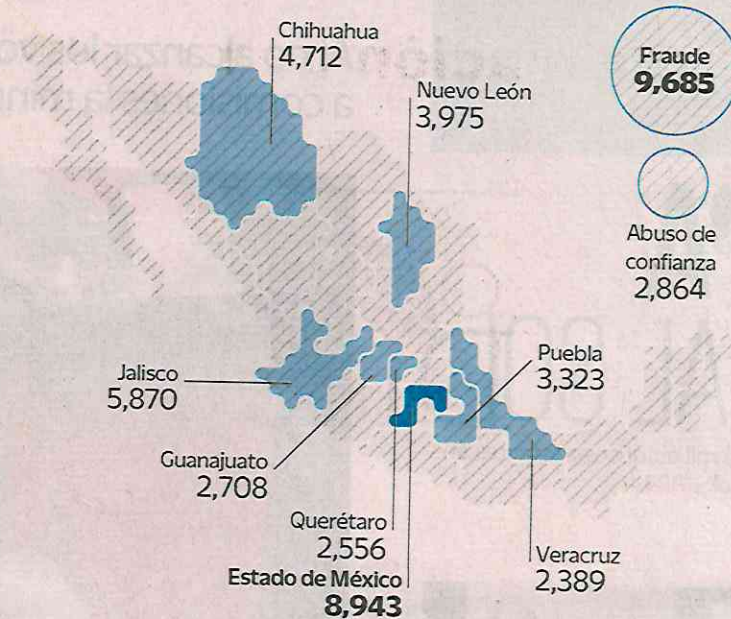 Chihuahua
4,712
Nuevo León
3,975
Fraude
9,685
Abuso de
confianza
2,864
Jalisco
5,870
Puebla
3,323
Guanajuato
2,708
Querétaro
2,556
Veracruz
2,389
Estado de México
8,943